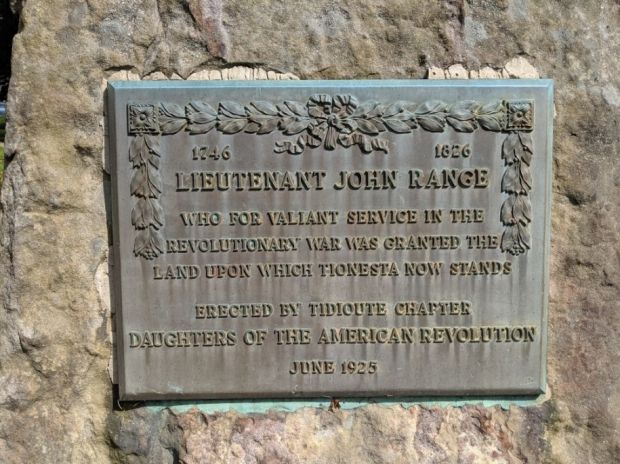 1746 1826
LIEUTENANT JOHN RANGE
WHO FOR VALIANT SERVICE IN THE
REVOLUTIONARY WAR WAS GRANTED THE
LAND UPON WHICH TIONESTA NOW STANDS
ERECTED BY TIDIOUTE CHAPTER
DAUGHTERS OF THE AMERICAN REVOLUTION
JUNE 1925